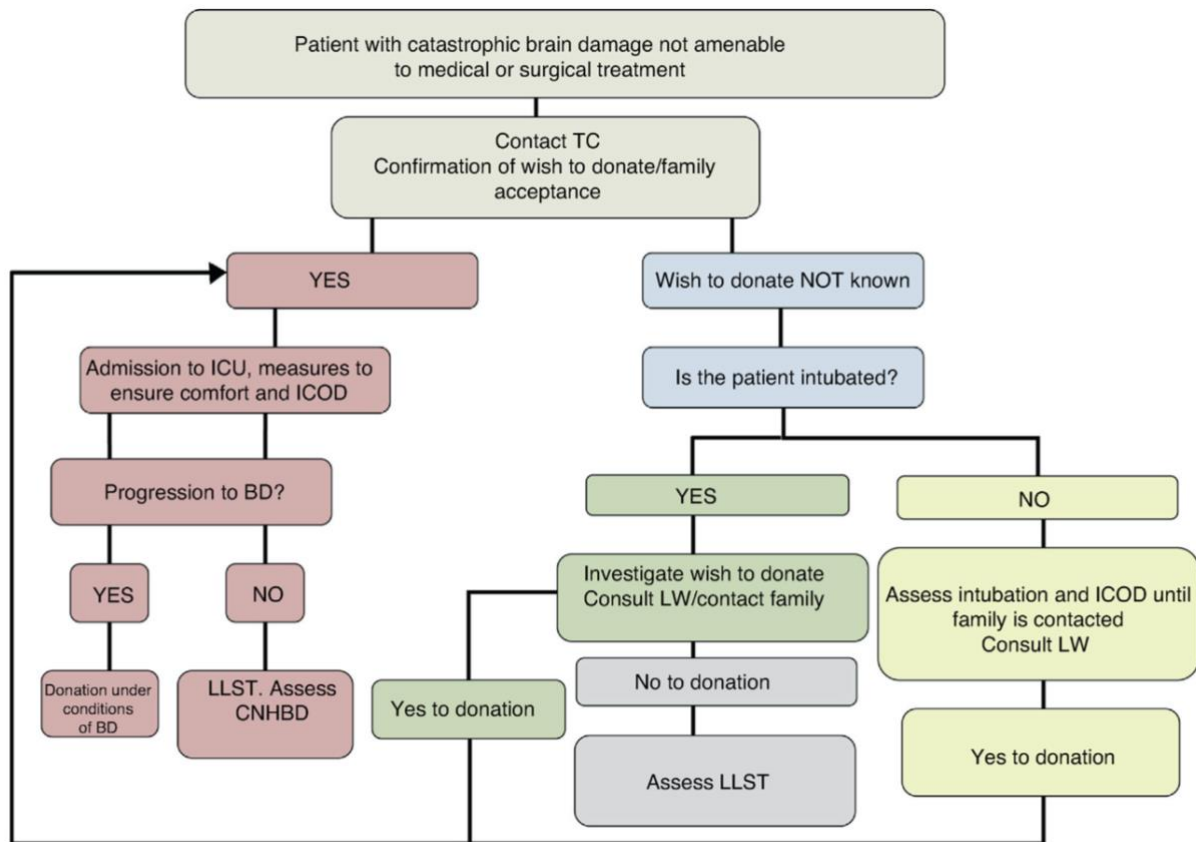 Patient with catastrophic brain damage not amenable
to medical or surgical treatment
Contact TC
Confirmation of wish to donate/family
acceptance
YES
Wish to donate NOT known
Admission to ICU, measures to
ensure comfort and ICOD
Is the patient intubated?
Progression to BD?
YES
NO
YES
NO
Investigate wish to donate
Consult LW/contact family
Assess intubation and ICOD until
family is contacted
Consult LW
Donation under
conditions
of BD
LLST. Assess
CNHBD
Yes to donation
No to donation
Assess LLST
Yes to donation